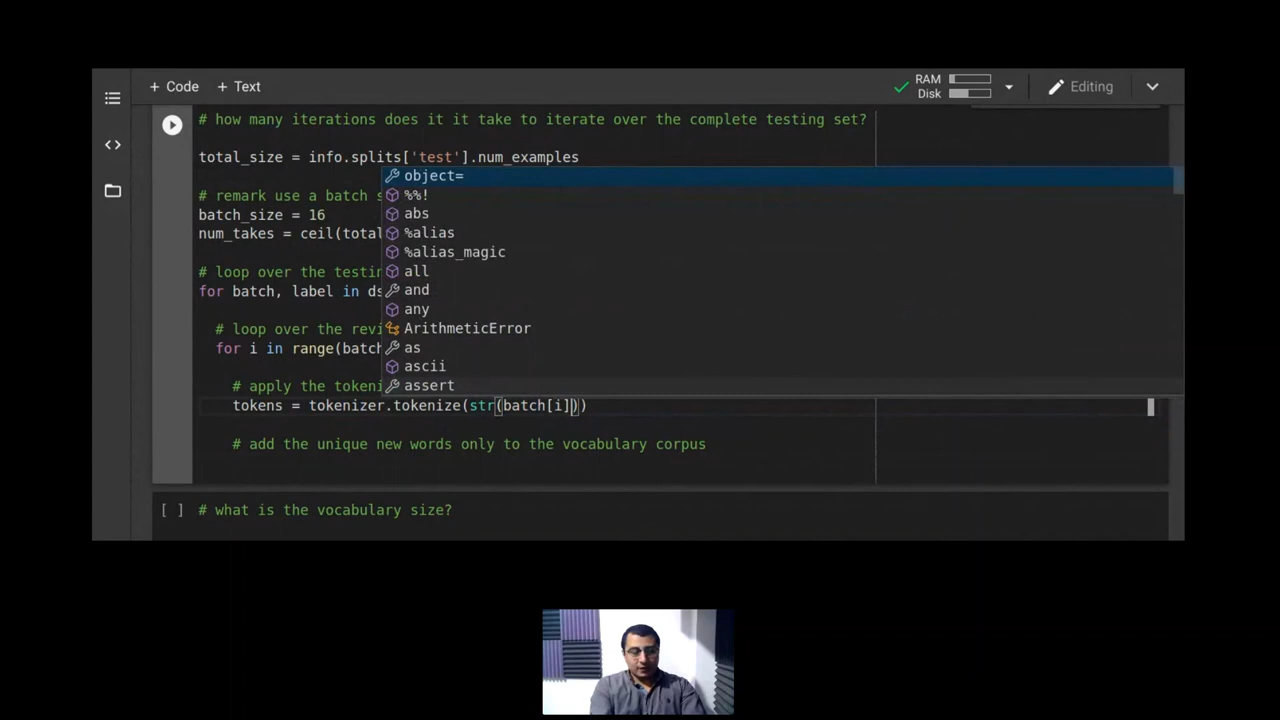 + Code + Text
RAM
Disk
Editing
# how many iterations does it it take to iterate over the complete testing set?
total_size = info.splits['test'].num_examples
object=
# remark use a batch s
%%!
batch_size = 16
abs
num_takes = ceil(total
%alias
%alias_magic
# loop over the testin
all
for batch, label in ds
and
any
# loop over the revi
ArithmeticError
for i in range(batch
as
ascii
# apply the tokeni
assert
tokens = tokenizer.tokenize(str(batch[i]))
# add the unique new words only to the vocabulary corpus
[ ] # what is the vocabulary size?